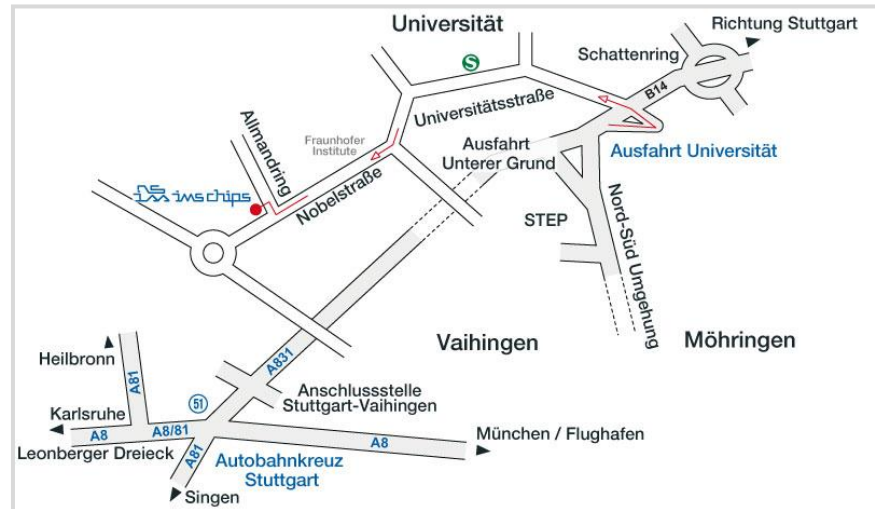 Universität
Richtung Stuttgart
Schattenring
S
B14
Universitätsstraße
Allmandring
Fraunhofer
Institute
Ausfahrt
Unterer Grund
Ausfahrt Universität
ims chips
Nobelstraße
STEP
Nord-Süd Umgehung
Vaihingen
Möhringen
Heilbronn
A81
A831
51
Anschlussstelle
Stuttgart-Vaihingen
Karlsruhe
A8
A8/81
A8
München / Flughafen
Leonberger Dreieck
A81
Autobahnkreuz
Stuttgart
Singen